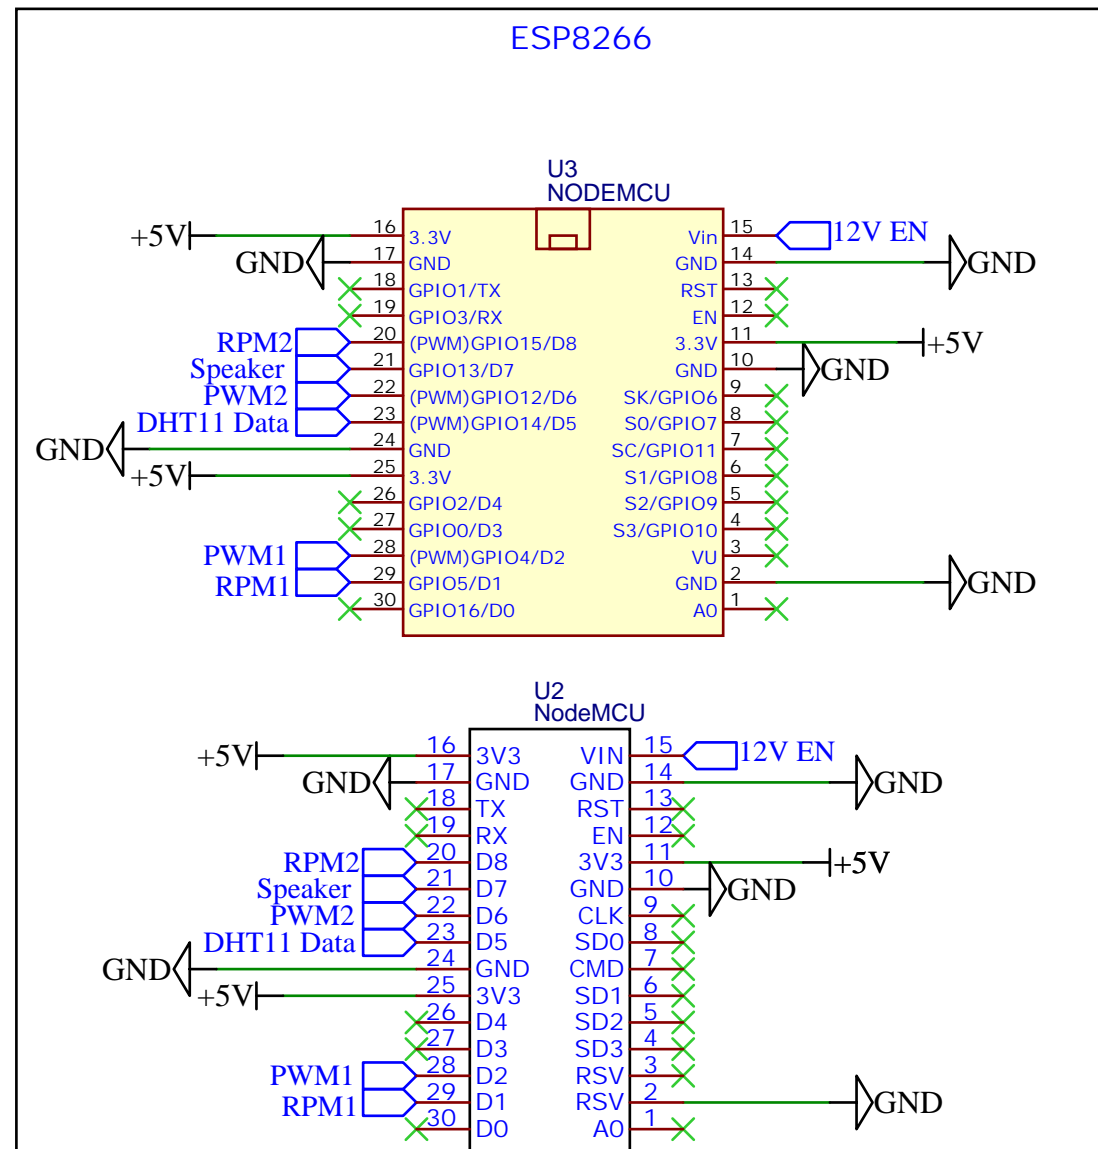 ESP8266
U3
NODEMCU
+5V 16 3.3V Vin 15 12V EN
GND 17 GND GND 14 GND
18 GPIO1/TX RST 13
19 GPIO3/RX EN 12
RPM2 20 (PWM)GPIO15/D8 3.3V 11 +5V
Speaker 21 GPIO13/D7 GND 10 GND
PWM2 22 (PWM)GPIO12/D6 SK/GPIO6 9
DHT11 Data 23 (PWM)GPIO14/D5 S0/GPIO7 8
GND 24 GND SC/GPIO11 7
+5V 25 3.3V S1/GPIO8 6
26 GPIO2/D4 S2/GPIO9 5
27 GPIO0/D3 S3/GPIO10 4
PWM1 28 (PWM)GPIO4/D2 VU 3
RPM1 29 GPIO5/D1 GND 2 GND
30 GPIO16/D0 A0 1
U2
NodeMCU
+5V 16 3V3 VIN 15 12V EN
GND 17 GND GND 14 GND
18 TX RST 13
19 RX EN 12
RPM2 20 D8 3V3 11 +5V
Speaker 21 D7 GND 10 GND
PWM2 22 D6 CLK 9
DHT11 Data 23 D5 SD0 8
GND 24 GND CMD 7
+5V 25 3V3 SD1 6
26 D4 SD2 5
27 D3 SD3 4
PWM1 28 D2 RSV 3
RPM1 29 D1 RSV 2 GND
30 D0 A0 1